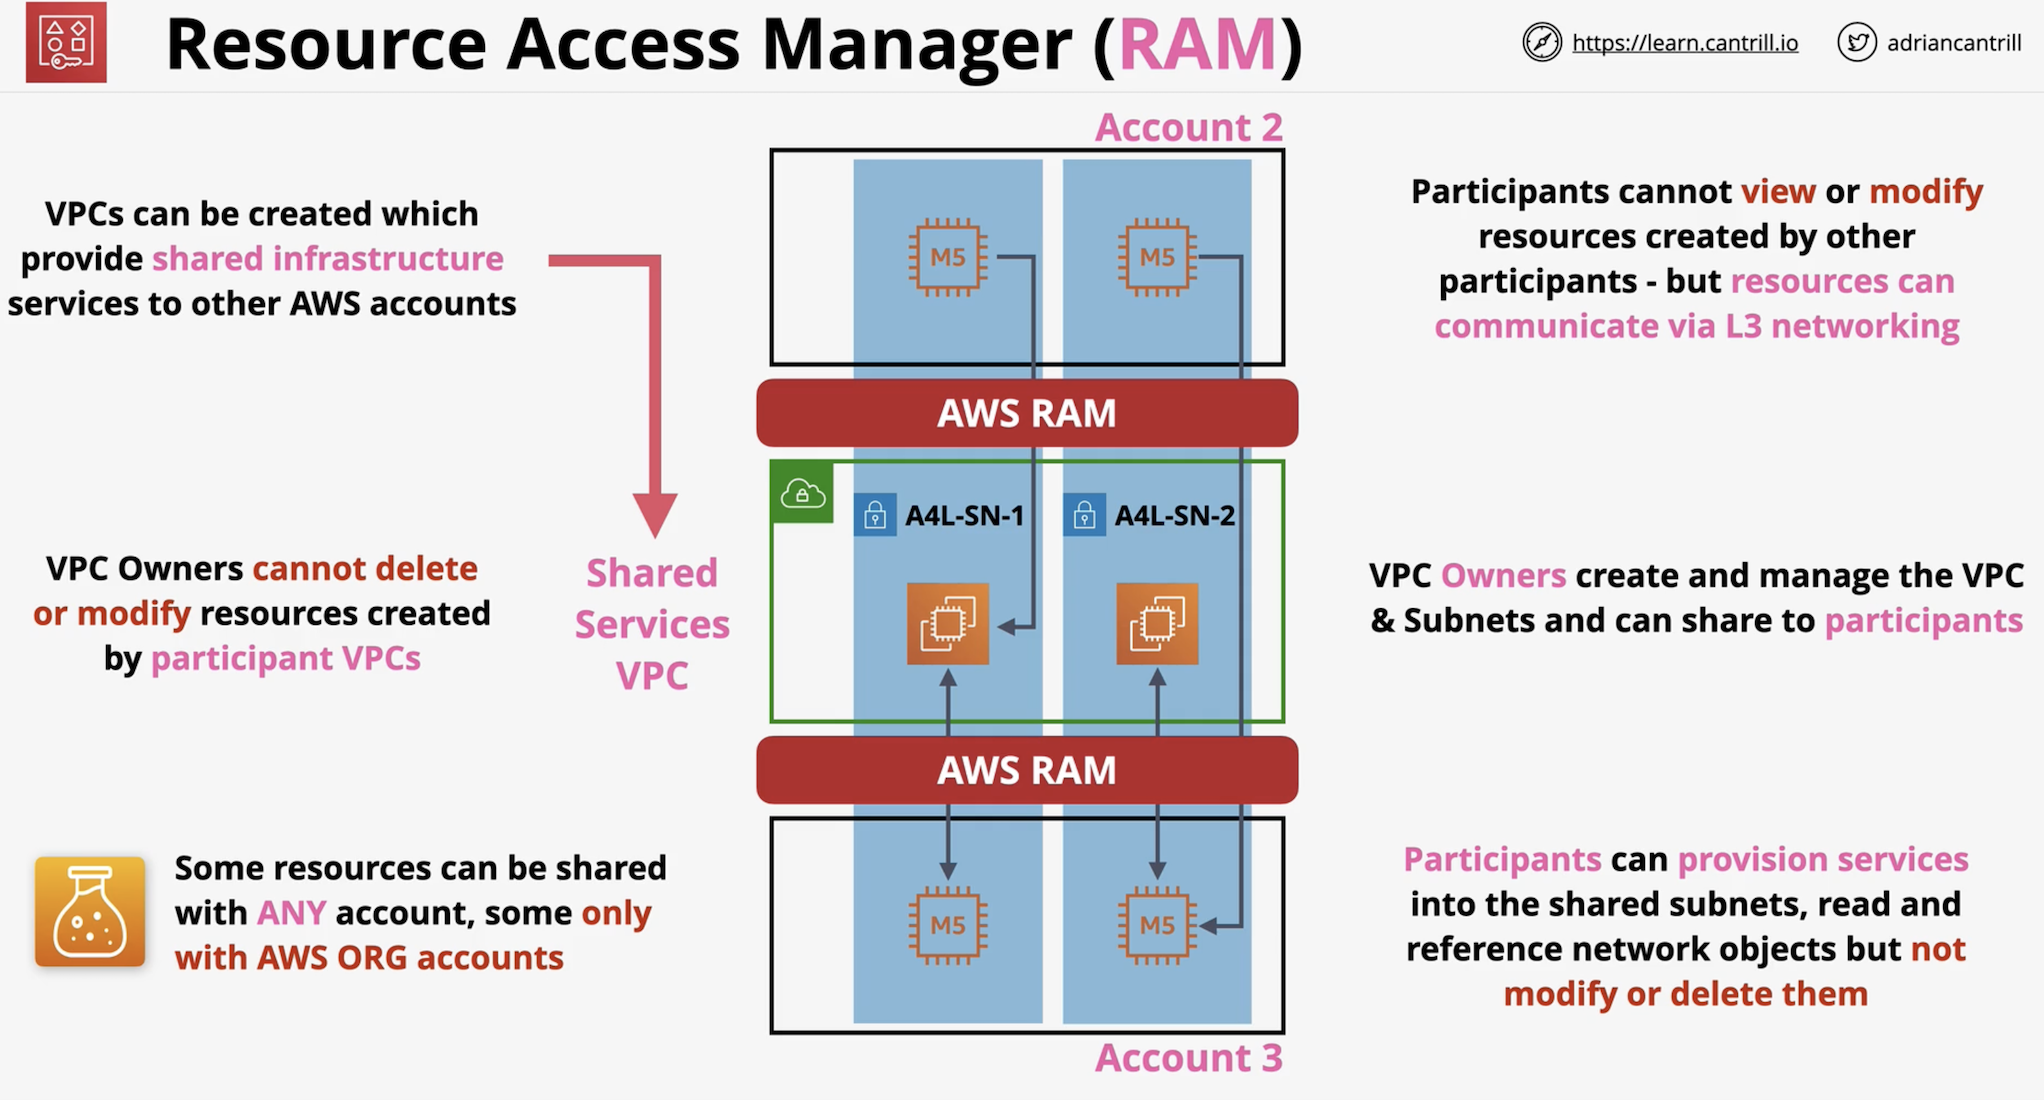 Resource Access Manager (RAM)
https://learn.cantrill.io
adriancantrill
Account 2
VPCs can be created which
provide shared infrastructure
services to other AWS accounts
Participants cannot view or modify
resources created by other
participants - but resources can
communicate via L3 networking
M5
M5
AWS RAM
A4L-SN-1
A4L-SN-2
VPC Owners cannot delete
or modify resources created
by participant VPCs
Shared
Services
VPC
VPC Owners create and manage the VPC
& Subnets and can share to participants
AWS RAM
Some resources can be shared
with ANY account, some only
with AWS ORG accounts
M5
M5
Participants can provision services
into the shared subnets, read and
reference network objects but not
modify or delete them
Account 3